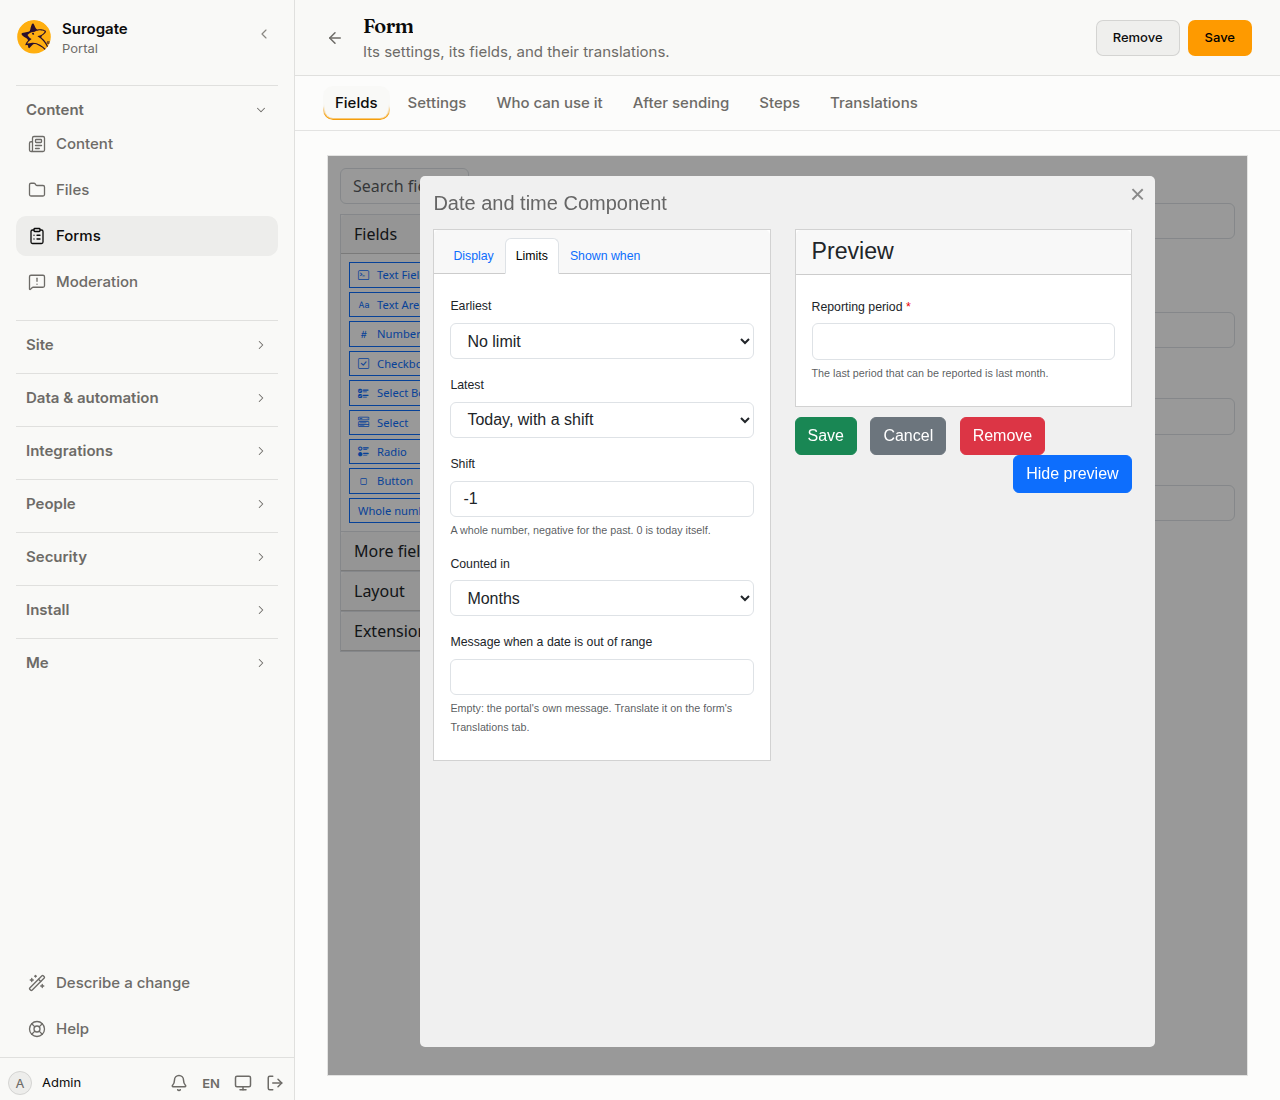 Surogate
Portal
Content
Content
Files
Forms
Moderation
Site
Data & automation
Integrations
People
Security
Install
Me
Describe a change
Help
A
Admin
EN
Form
Its settings, its fields, and their translations.
Remove
Save
Fields
Settings
Who can use it
After sending
Steps
Translations
Search
Fields
Text
Aa Text
# Number
Select
Select
Radio
Button
Whole
More
Layout
Date and time Component
Display
Limits
Shown when
Earliest
No limit
Latest
Today, with a shift
Shift
-1
A whole number, negative for the past. 0 is today itself.
Counted in
Months
Message when a date is out of range
Empty: the portal's own message. Translate it on the form's
Translations tab.
Preview
Reporting period *
The last period that can be reported is last month.
Save
Cancel
Remove
Hide preview